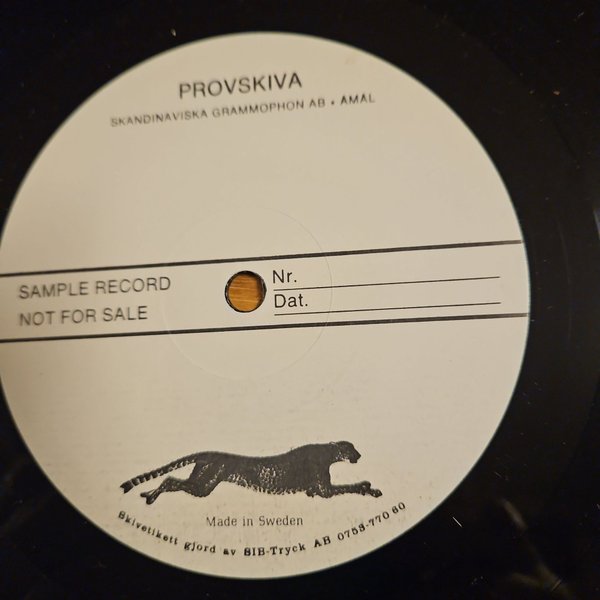 PROVSKIVA
SKANDINAVISKA GRAMMOPHON AB • AMAL
SAMPLE RECORD
NOT FOR SALE
Nr.
Dat.
Made in Sweden
Skivetikett gjord av SIB-Tryck AB 0753-770 60